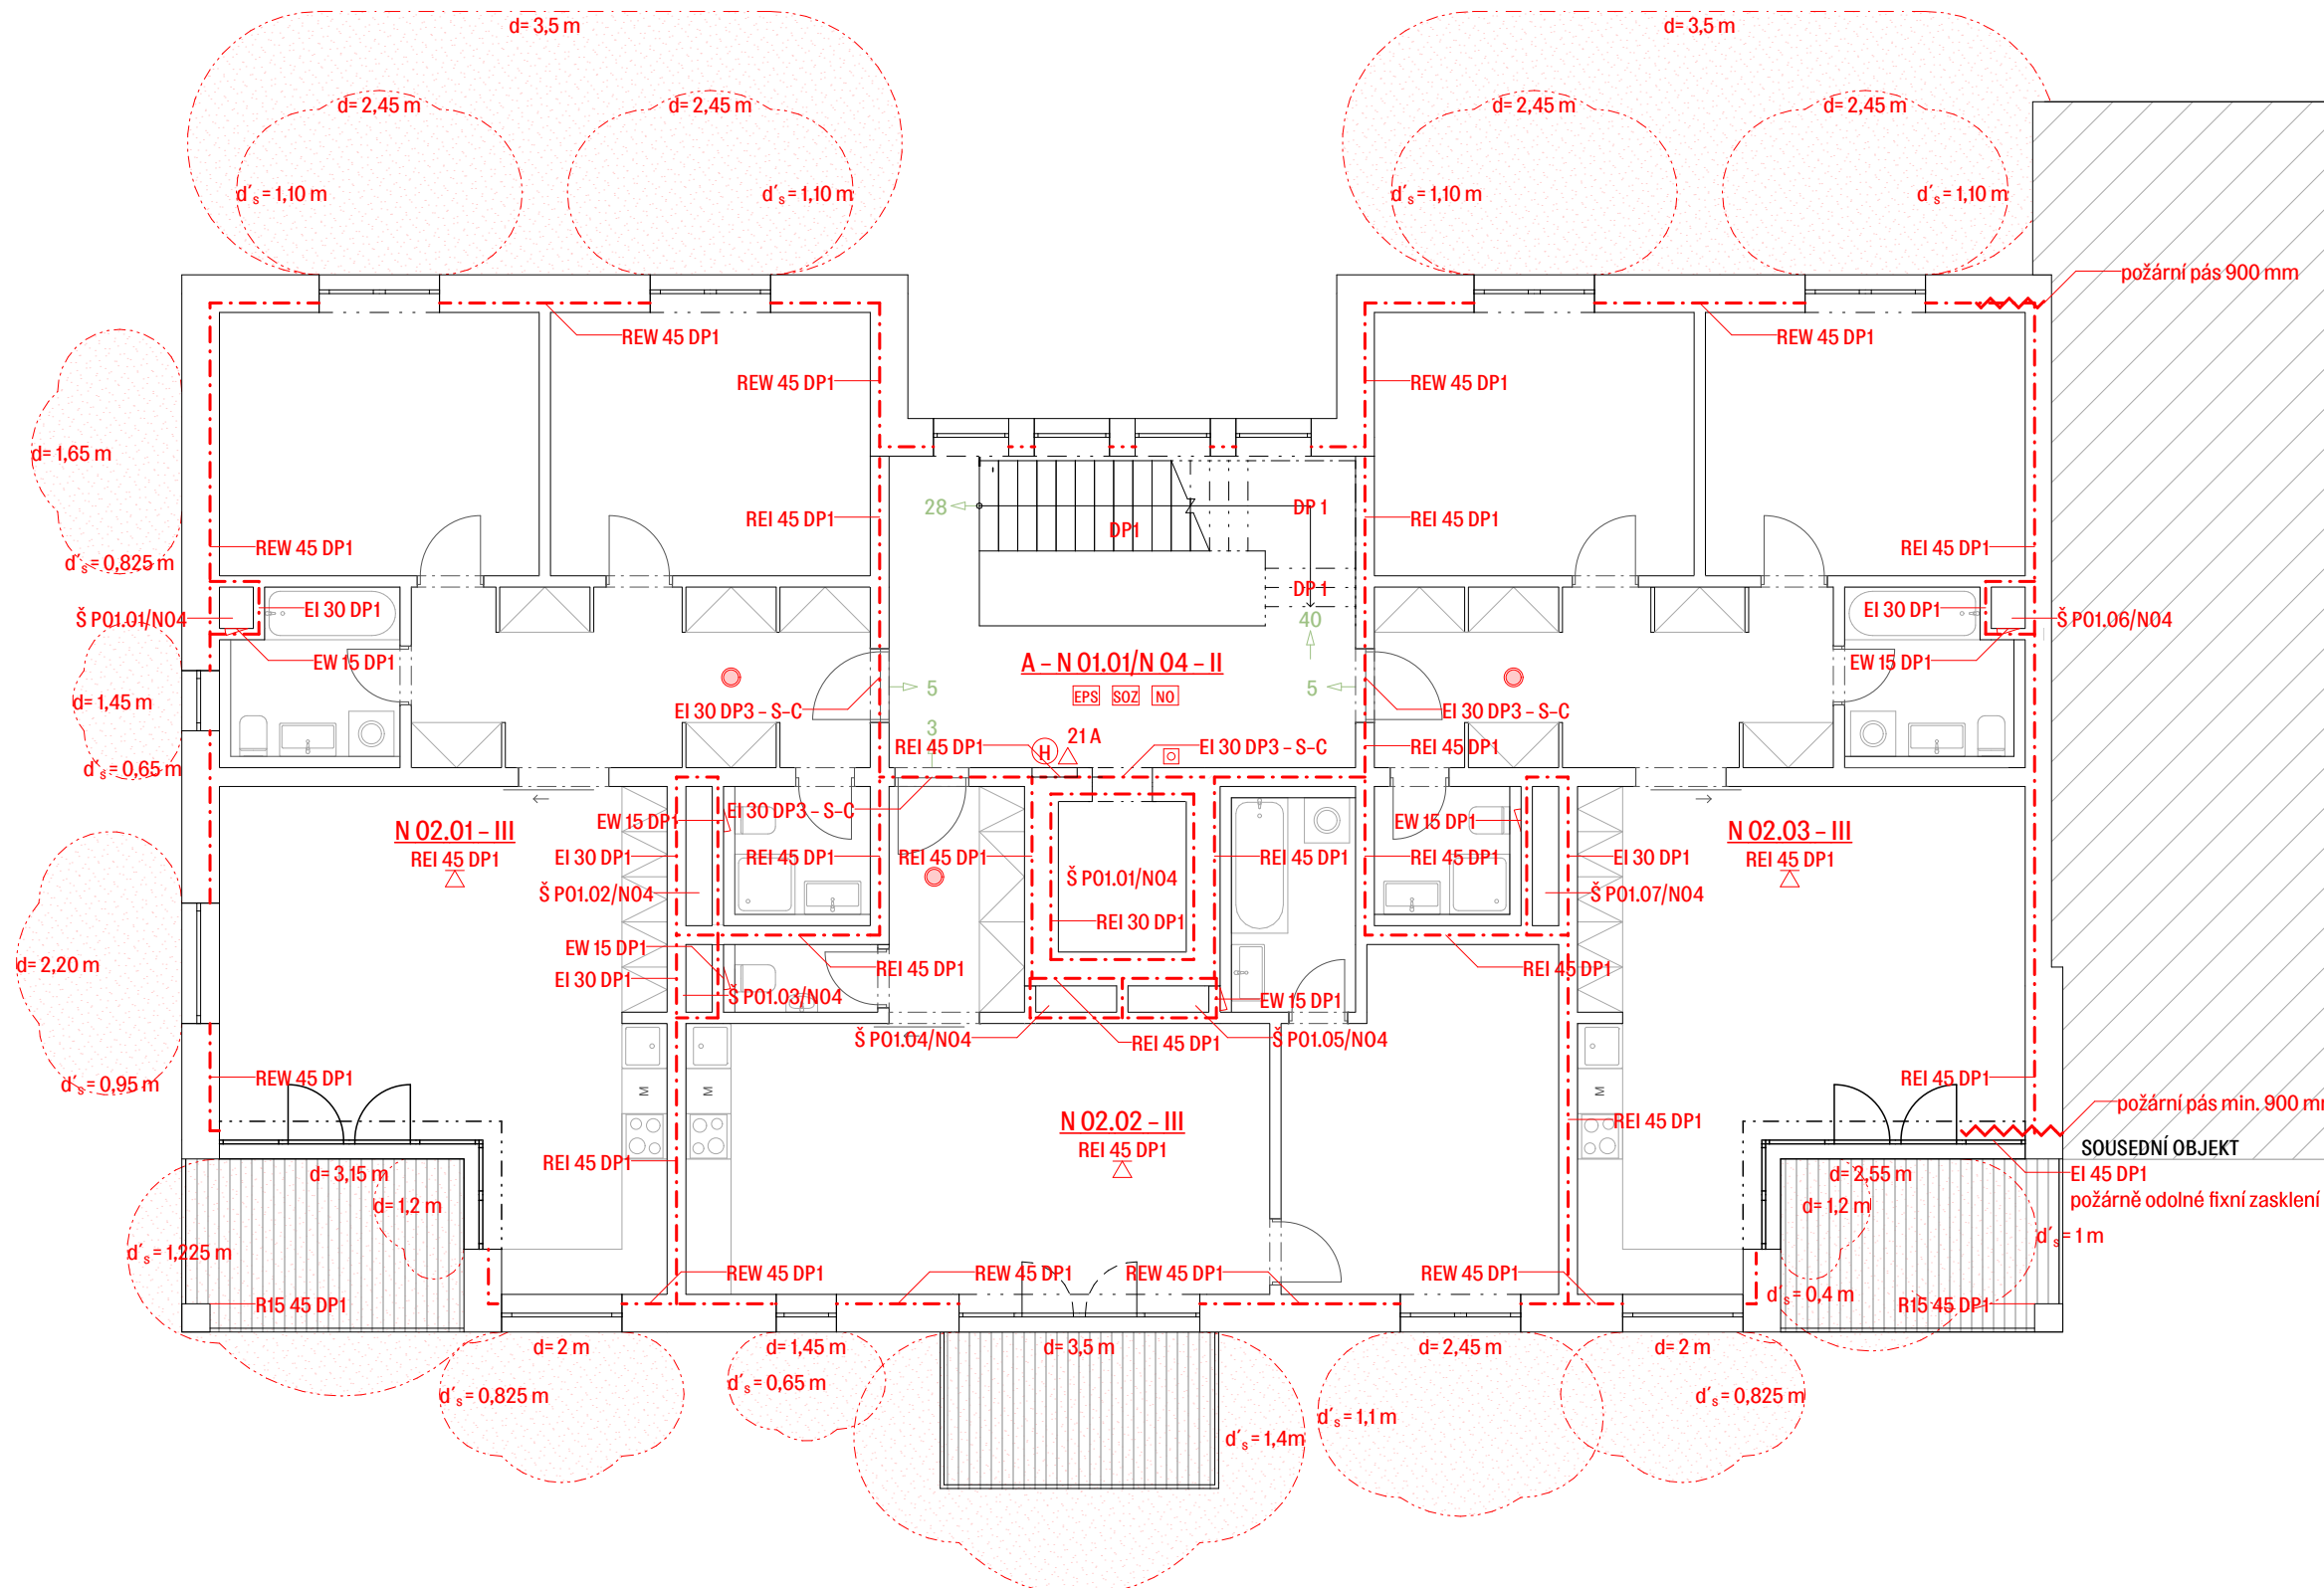 d= 3,5 m
d= 3,5 m
d= 2,45 m
d= 2,45 m
d= 2,45 m
d= 2,45 m
d´s = 1,10 m
d´s = 1,10 m
d´s = 1,10 m
d´s = 1,10 m
požární pás 900 mm
REW 45 DP1
REW 45 DP1
REW 45 DP1
REW 45 DP1
d= 1,65 m
28
DP 1
DP1
REI 45 DP1
REI 45 DP1
REW 45 DP1
REI 45 DP1
d´s = 0,825 m
DP 1
EI 30 DP1
EI 30 DP1
Š P01.01/N04
40
Š P01.06/N04
EW 15 DP1
A – N 01.01/N 04 – II
EW 15 DP1
5
EPS SOZ NO
5
d= 1,45 m
EI 30 DP3 – S–C
EI 30 DP3 – S–C
3
21 A
REI 45 DP1
H
EI 30 DP3 – S–C
REI 45 DP1
d´s = 0,65 m
EI 30 DP3 – S–C
EW 15 DP1
EW 15 DP1
N 02.01 – III
REI 45 DP1
N 02.03 – III
REI 45 DP1
EI 30 DP1
REI 45 DP1
REI 45 DP1
REI 45 DP1
REI 45 DP1
EI 30 DP1
Š P01.02/N04
Š P01.01/N04
Š P01.07/N04
REI 30 DP1
EW 15 DP1
d= 2,20 m
REI 45 DP1
REI 45 DP1
EI 30 DP1
Š P01.03/N04
EW 15 DP1
Š P01.04/N04
REI 45 DP1
Š P01.05/N04
d´s = 0,95 m
REW 45 DP1
REI 45 DP1
M
M
M
požární pás min. 900 m
N 02.02 – III
REI 45 DP1
REI 45 DP1
SOUSEDNÍ OBJEKT
REI 45 DP1
d= 3,15 m
d= 2,55 m
EI 45 DP1
požárně odolné fixní zasklení
d= 1,2 m
d= 1,2 m
d´s = 1,225 m
d´s = 1 m
REW 45 DP1
REW 45 DP1
REW 45 DP1
REW 45 DP1
d´s = 0,4 m
R15 45 DP1
R15 45 DP1
d= 2 m
d= 1,45 m
d= 3,5 m
d= 2,45 m
d= 2 m
d´s = 0,825 m
d´s = 0,65 m
d´s = 1,1 m
d´s = 0,825 m
d´s = 1,4m